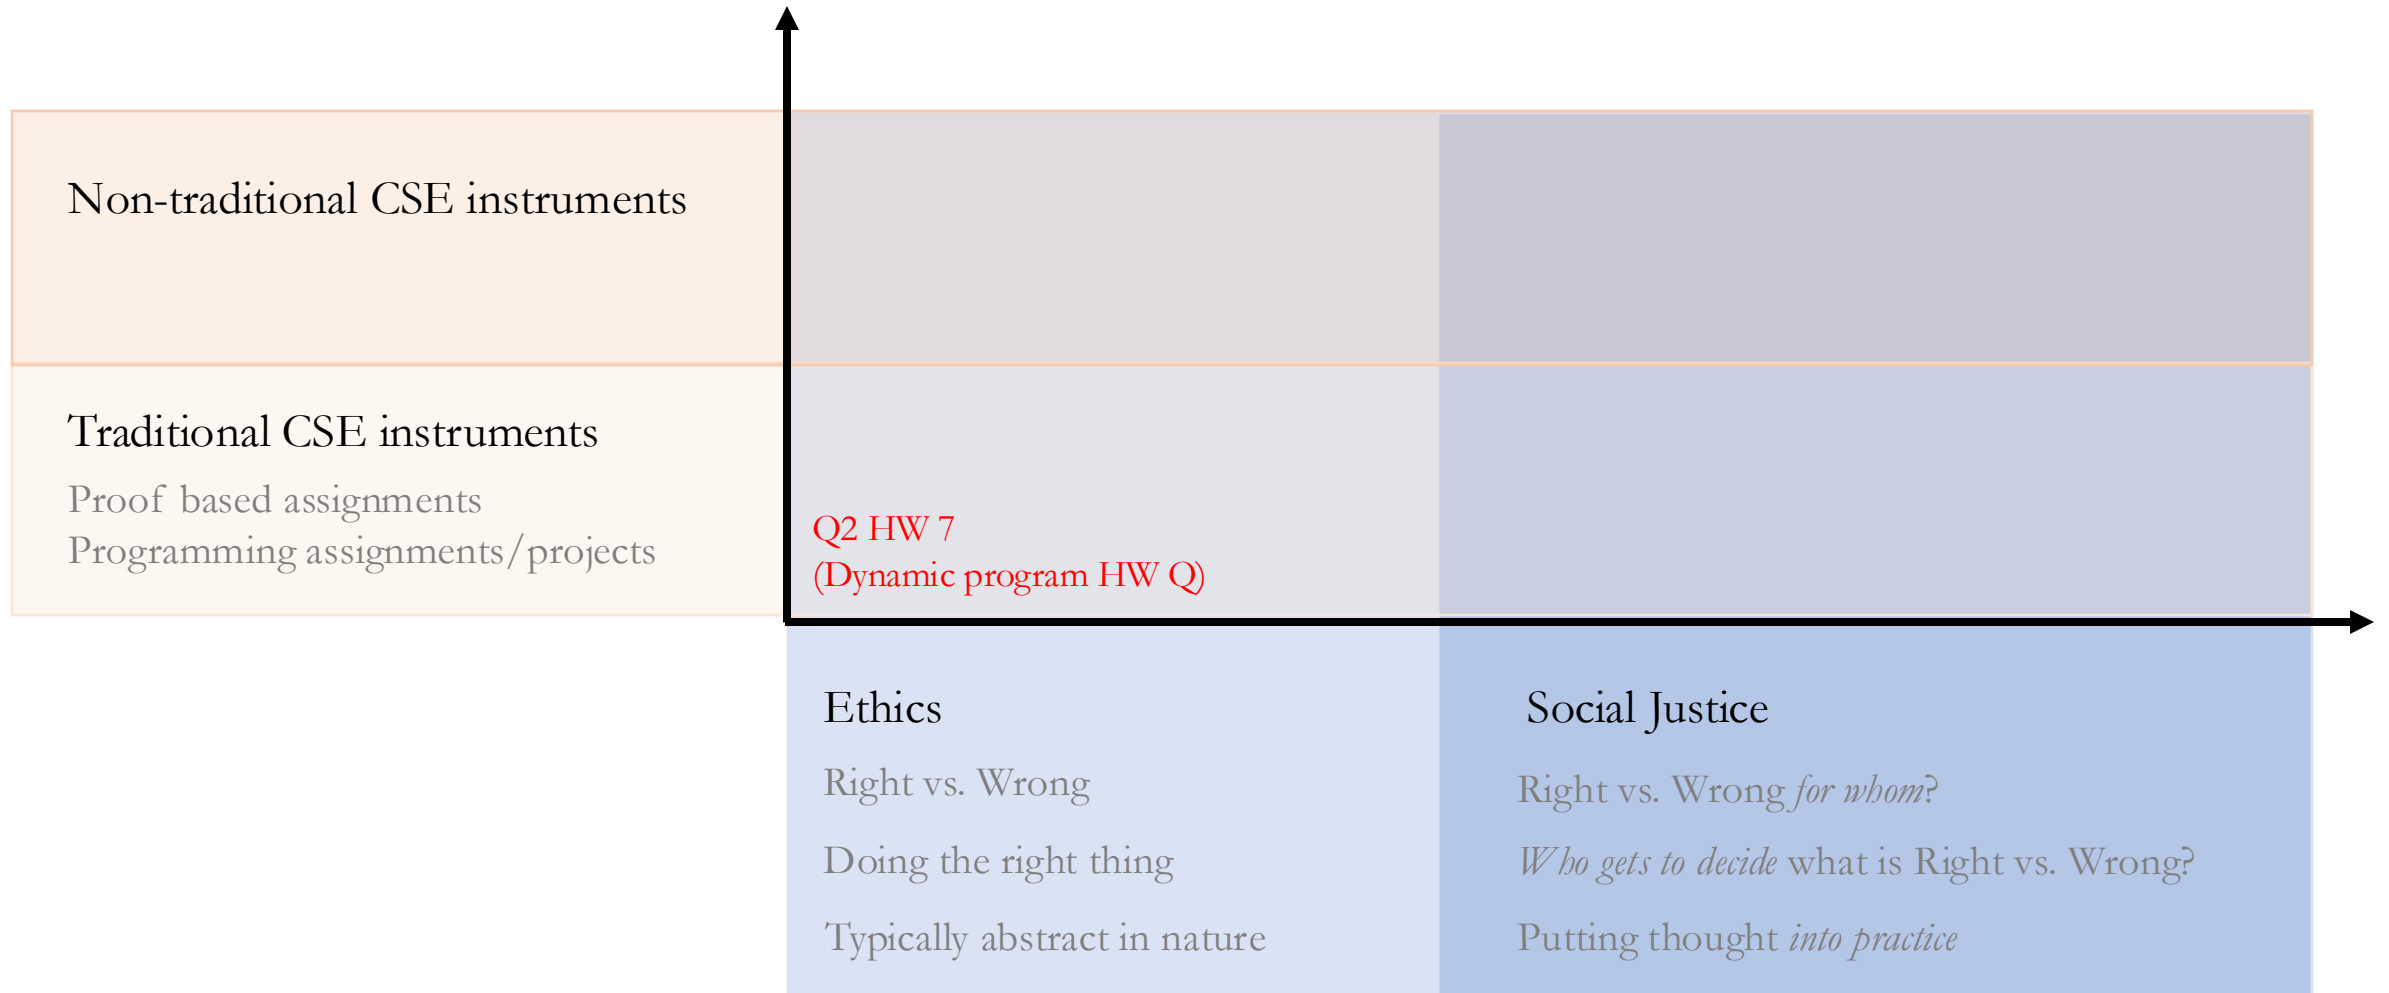 Non-traditional CSE instruments
Traditional CSE instruments
Proof based assignments
Programming assignments/projects
Q2 HW 7
(Dynamic program HW Q)
Ethics
Right vs. Wrong
Doing the right thing
Typically abstract in nature
Social Justice
Right vs. Wrong for whom?
Who gets to decide what is Right vs. Wrong?
Putting thought into practice